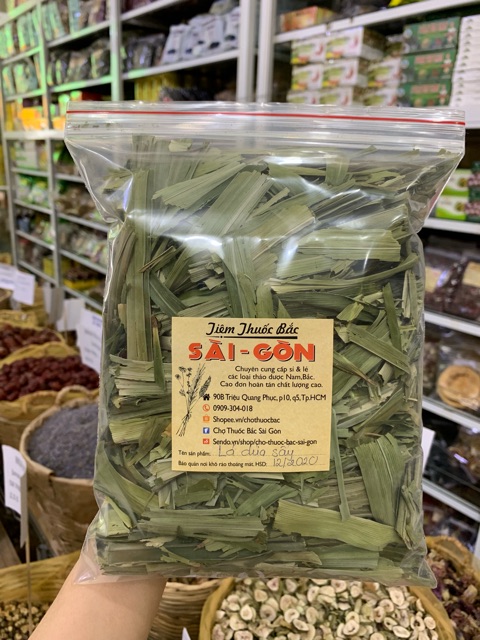 Tiệm Thuốc Bắc
SÀI-GÒN
Chuyên cung cấp sỉ & lẻ
các loại thảo dược Nam,Bắc.
Cao đơn hoàn tán chất lượng cao.
90B Triệu Quang Phục, p10, q5,Tp.HCM
0909-304-018
Shopee.vn/chothuocbac
Chợ Thuốc Bắc Sài Gòn
Sendo.vn/shop/cho-thuoc-bac-sai-gon
Tên sản phẩm: Lá dứa sấy
Bảo quản nơi khô ráo thoáng mát. HSD: 12/2020